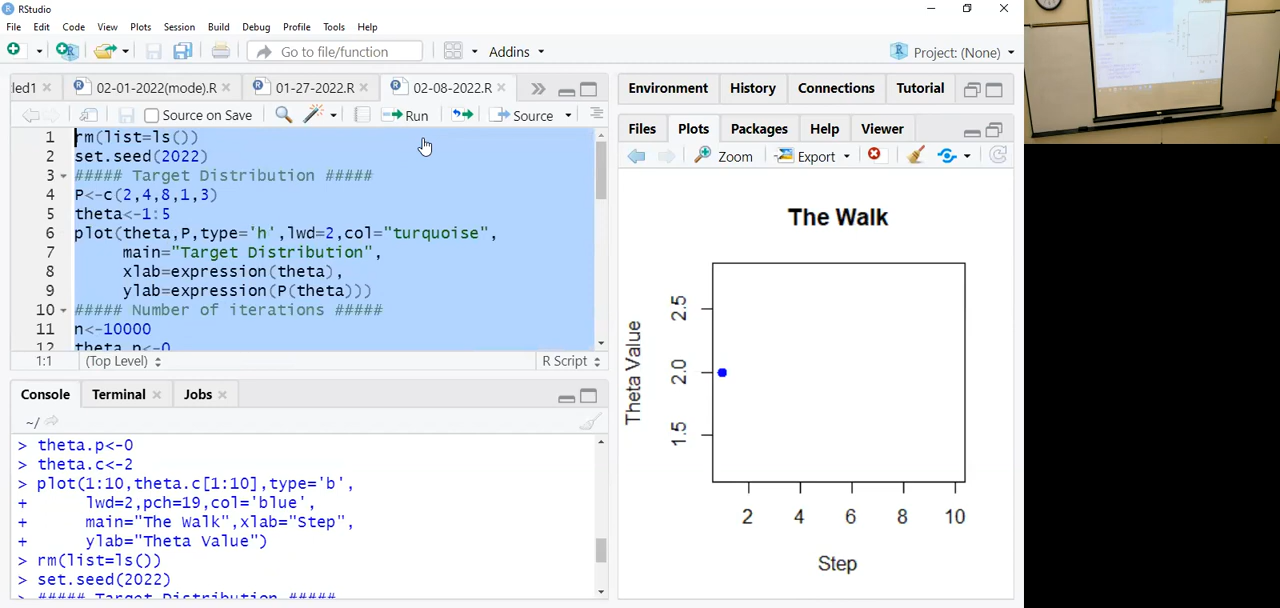 RStudio
File Edit Code View Plots Session Build Debug Profile Tools Help
Go to file/function Addins Project: (None)
led1 02-01-2022(mode).R 01-27-2022.R 02-08-2022.R
Source on Save Run Source
1 rm(list=ls())
2 set.seed(2022)
3 ##### Target Distribution #####
4 P<-c(2,4,8,1,3)
5 theta<-1:5
6 plot(theta,P,type='h',lwd=2,col="turquoise",
7 main="Target Distribution",
8 xlab=expression(theta),
9 ylab=expression(P(theta)))
10 ##### Number of iterations #####
11 n<-10000
12 theta.p<-0
1:1 (Top Level) R Script
Console Terminal Jobs
~/
> theta.p<-0
> theta.c<-2
> plot(1:10,theta.c[1:10],type='b',
+ lwd=2,pch=19,col='blue',
+ main="The Walk",xlab="Step",
+ ylab="Theta Value")
> rm(list=ls())
> set.seed(2022)
> ##### Target Distribution #####
Environment History Connections Tutorial
Files Plots Packages Help Viewer
Zoom Export
The Walk
Theta Value
2.5
2.0
1.5
2 4 6 8 10
Step